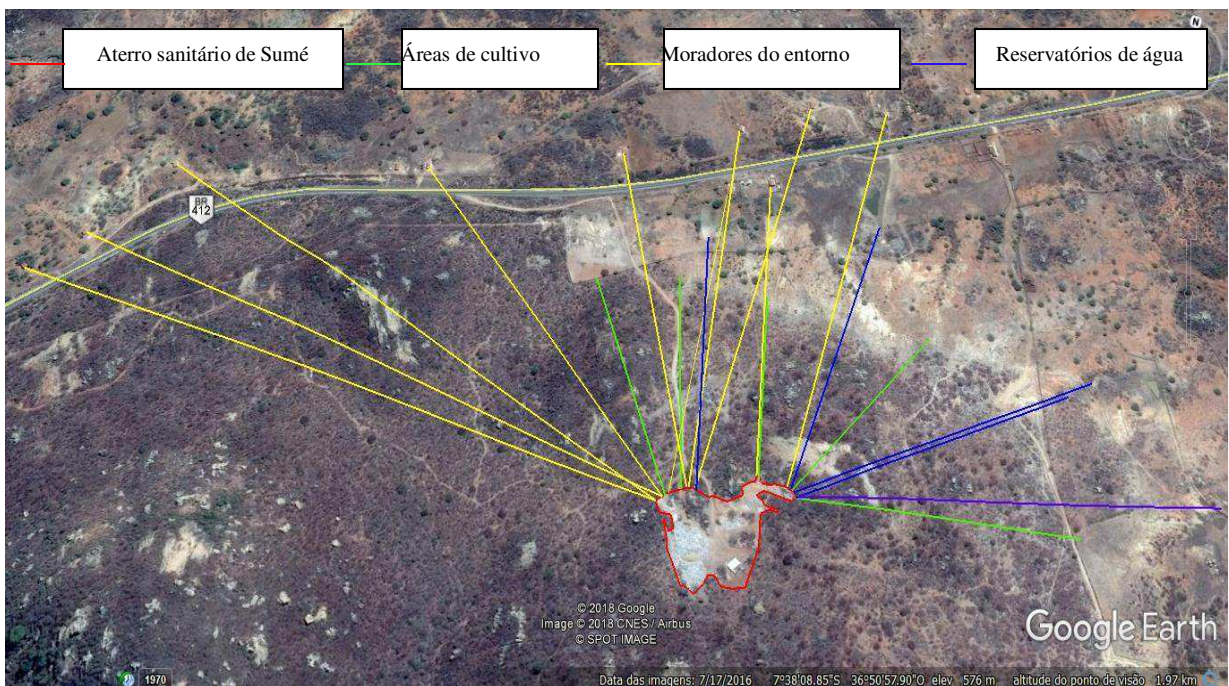 N
Aterro sanitário de Sumé
Áreas de cultivo
Moradores do entorno
Reservatórios de água
BR
412
© 2018 Google
Image © 2018 CNES / Airbus
© SPOT IMAGE
Google Earth
1970
Data das imagens: 7/17/2016 7°38'08.85"S 36°50'57.90"O elev 576 m altitude do ponto de visão 1.97 km